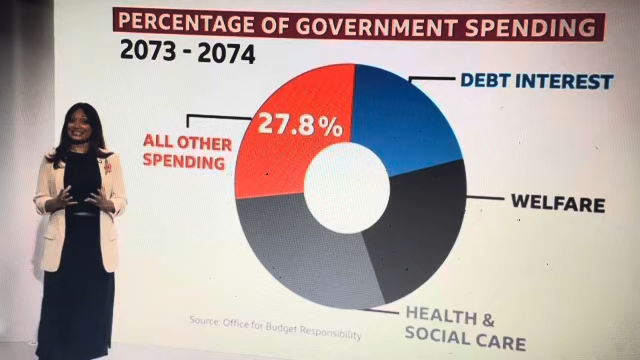 PERCENTAGE OF GOVERNMENT SPENDING
2073 - 2074
DEBT INTEREST
27.8%
ALL OTHER
SPENDING
WELFARE
HEALTH &
SOCIAL CARE
Source: Office for Budget Responsibility